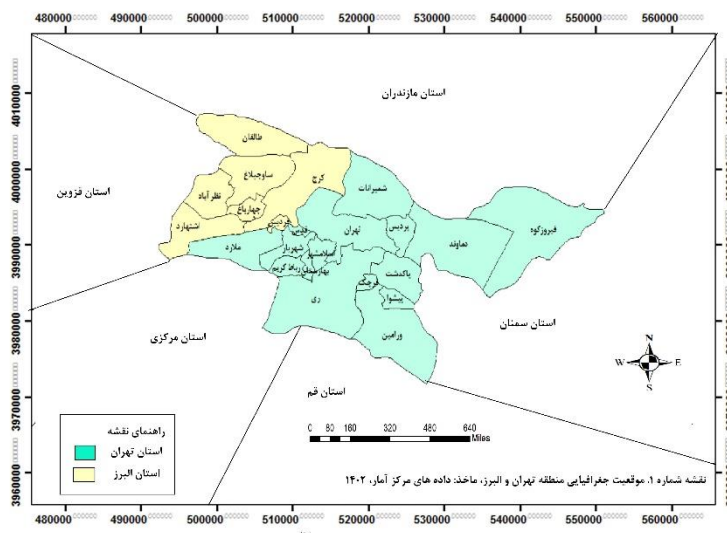 480000 490000 500000 510000 520000 530000 540000 550000 560000
4010000
4000000
3990000
3980000
3970000
3960000
استان مازندران
استان قزوین
استان مرکزی
استان قم
استان سمنان
طالقان
ساوجبلاغ
کرج
نظر آباد
چهارباغ
اشتهارد
فردیس
شمیرانات
تهران
پردیس
دماوند
فیروزکوه
قدس
ملارد
شهریار
اسلامشهر
رباط کریم
بهارستان
ری
قرچک
پاکدشت
پیشوا
ورامین
N
W E
S
0 80 160 320 480 640
Miles
راهنمای نقشه
استان تهران
استان البرز
نقشه شماره ۱. موقعیت جغرافیایی منطقه تهران و البرز، ماخذ: داده های مرکز آمار، ۱۴۰۲
480000 490000 500000 510000 520000 530000 540000 550000 560000